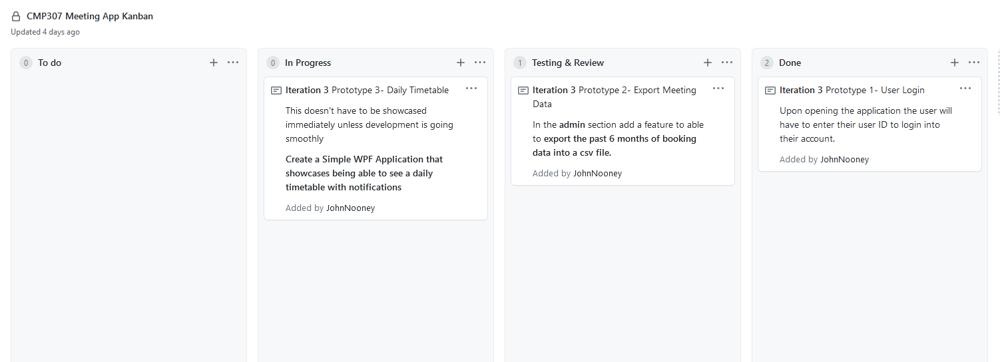 CMP307 Meeting App Kanban
Updated 4 days ago
0 To do
0 In Progress
Iteration 3 Prototype 3- Daily Timetable
This doesn't have to be showcased
immediately unless development is going
smoothly
Create a Simple WPF Application that
showcases being able to see a daily
timetable with notifications
Added by JohnNooney
1 Testing & Review
Iteration 3 Prototype 2- Export Meeting
Data
In the admin section add a feature to able
to export the past 6 months of booking
data into a csv file.
Added by JohnNooney
2 Done
Iteration 3 Prototype 1- User Login
Upon opening the application the user will
have to enter their user ID to login into
their account.
Added by JohnNooney